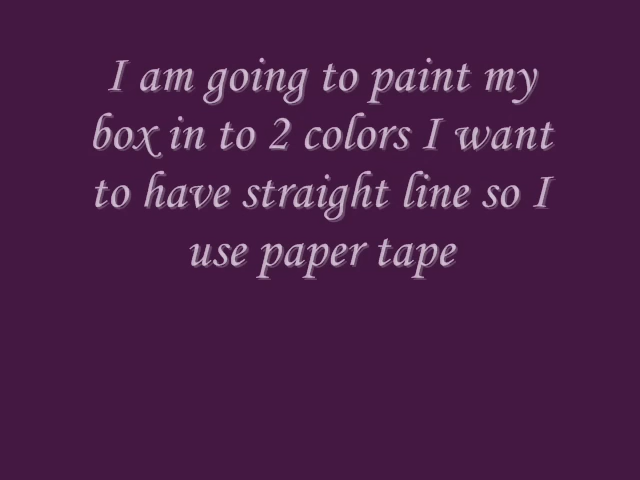 I am going to paint my
box in to 2 colors I want
to have straight line so I
use paper tape